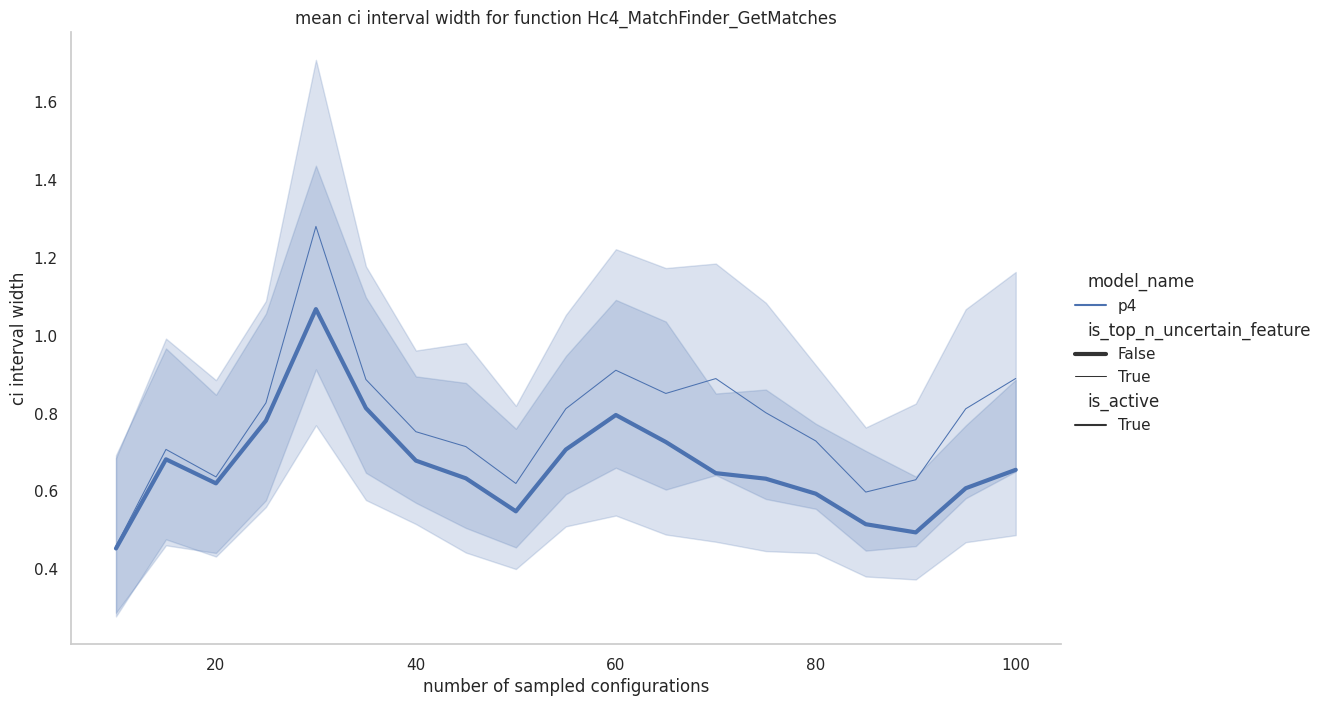 mean ci interval width for function Hc4_MatchFinder_GetMatches
1.6
1.4
1.2
1.0
0.8
0.6
0.4
ci interval width
20
40
60
80
100
number of sampled configurations
model_name
p4
is_top_n_uncertain_feature
False
True
is_active
True